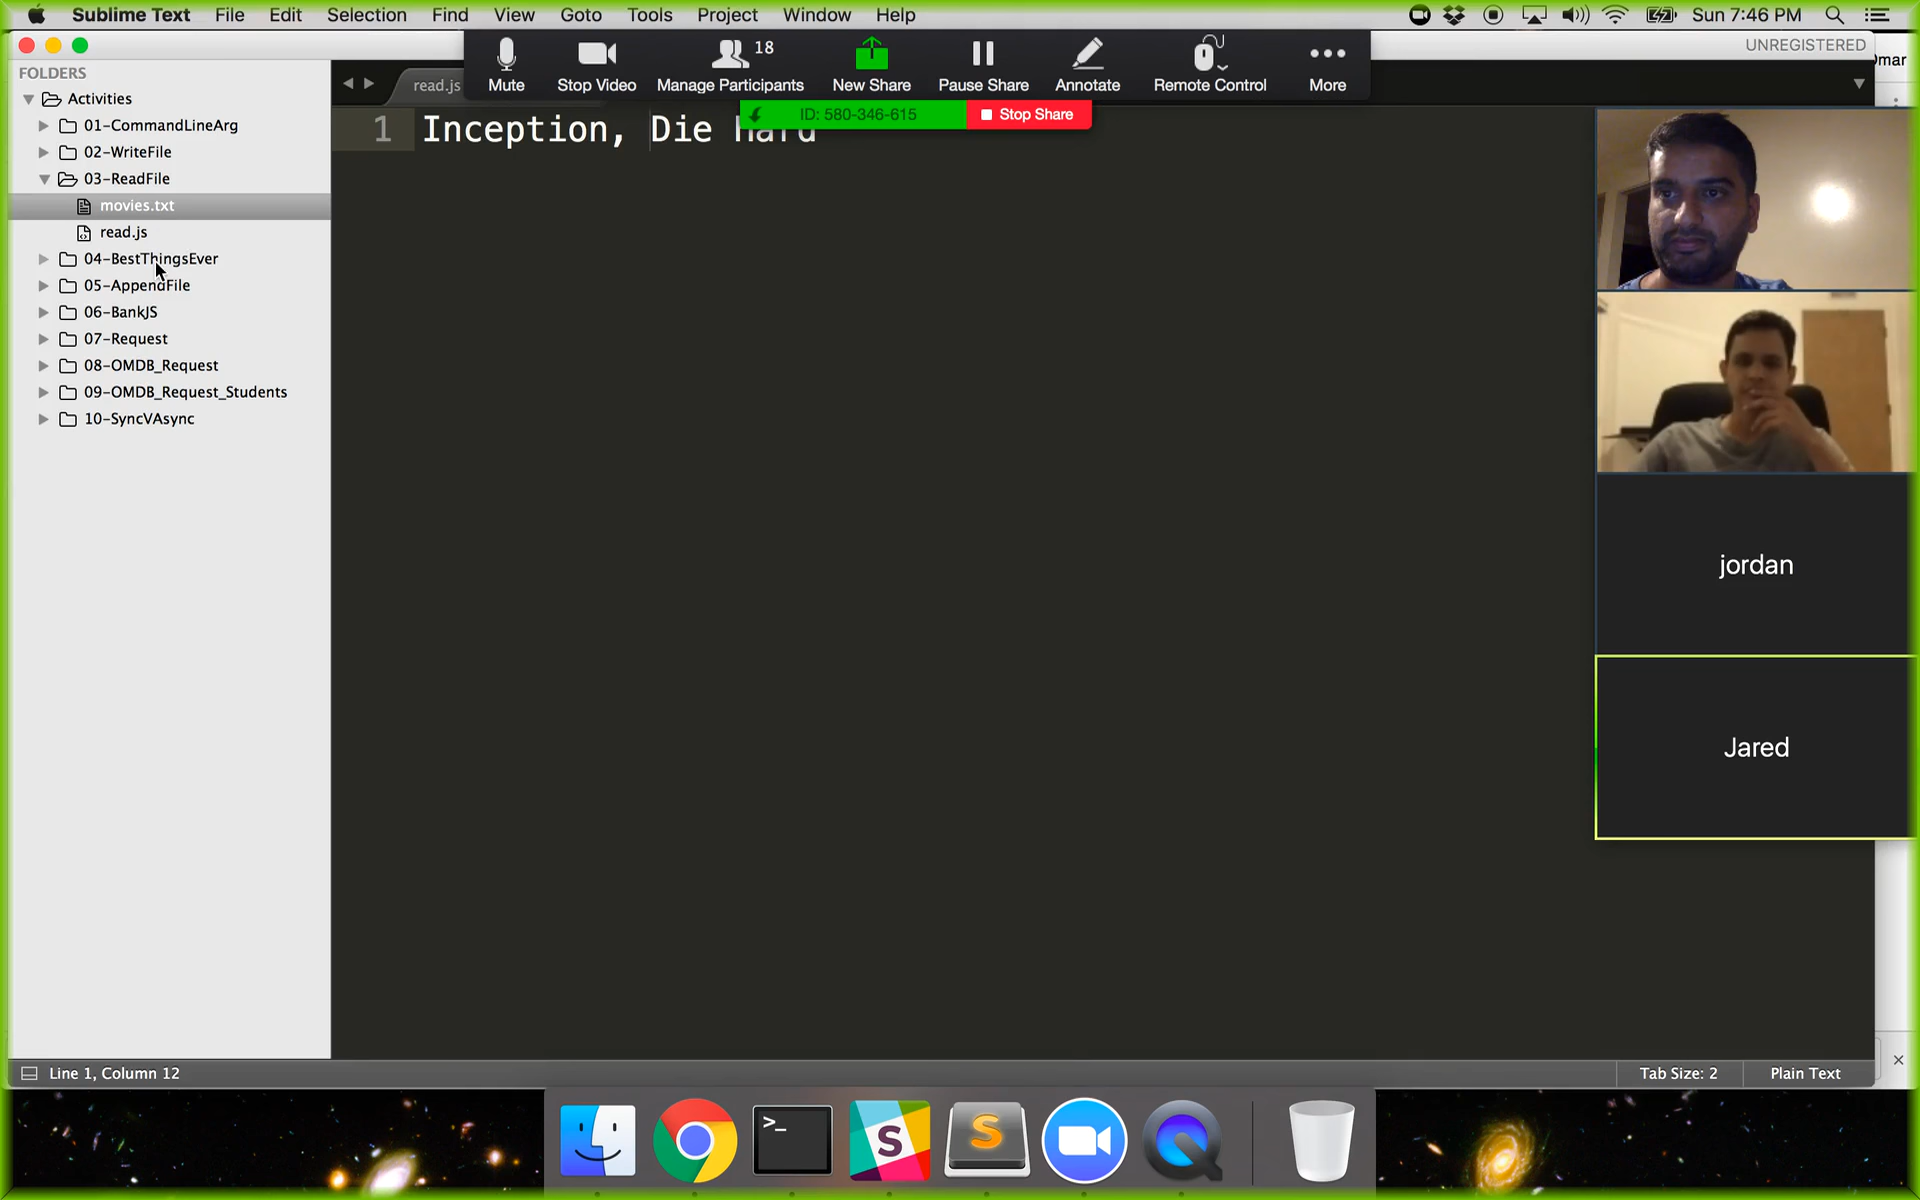 Sublime Text File Edit Selection Find View Goto Tools Project Window Help Sun 7:46 PM
UNREGISTERED
FOLDERS
Activities
01-CommandLineArg
02-WriteFile
03-ReadFile
movies.txt
read.js
04-BestThingsEver
05-AppendFile
06-BankJS
07-Request
08-OMDB_Request
09-OMDB_Request_Students
10-SyncVAsync
read.js
18
Mute Stop Video Manage Participants New Share Pause Share Annotate Remote Control More
ID: 580-346-615 Stop Share
1 Inception, Die Hard
jordan
Jared
Line 1, Column 12
Tab Size: 2 Plain Text
>_
S
S